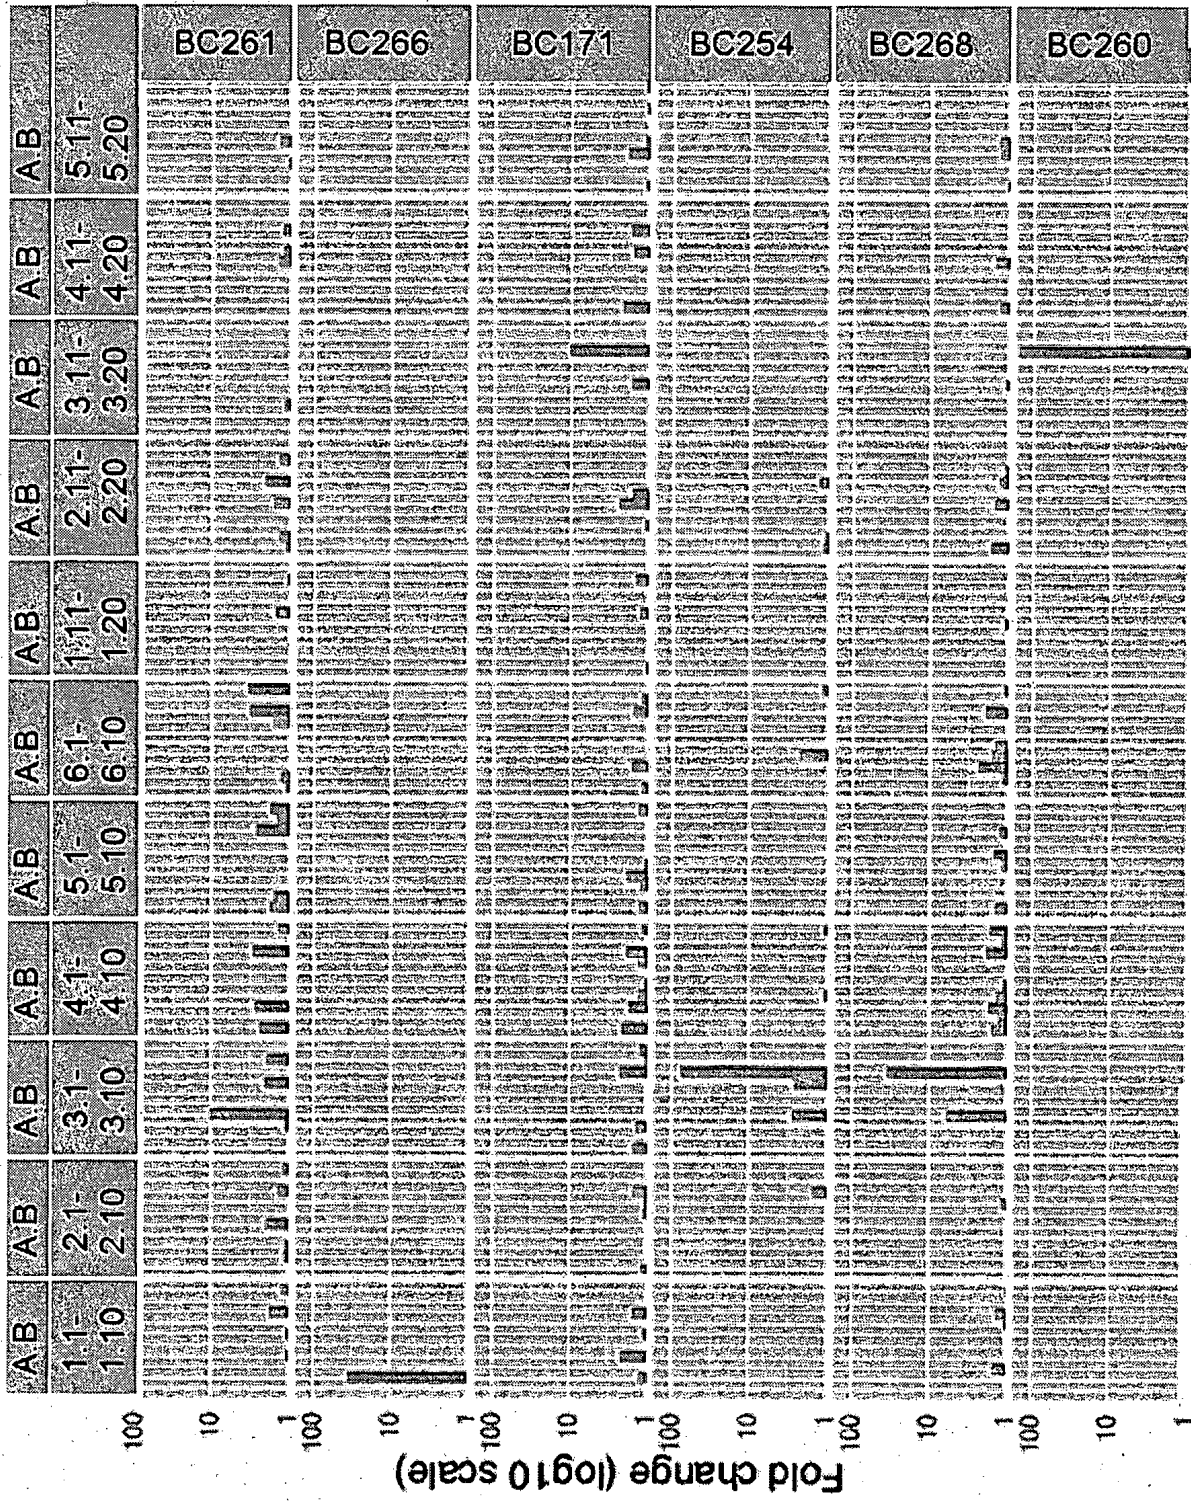 A.B A.B A.B A.B A.B A.B A.B A.B A.B A.B A.B
1.1- 2.1- 3.1- 4.1- 5.1- 6.1- 1.11- 2.11- 3.11- 4.11- 5.11-
1.10 2.10 3.10 4.10 5.10 6.10 1.20 2.20 3.20 4.20 5.20
Fold change (log10 scale)
100
10
1
BC261
100
10
1
BC266
100
10
1
BC171
100
10
1
BC254
100
10
1
BC268
100
10
1
BC260